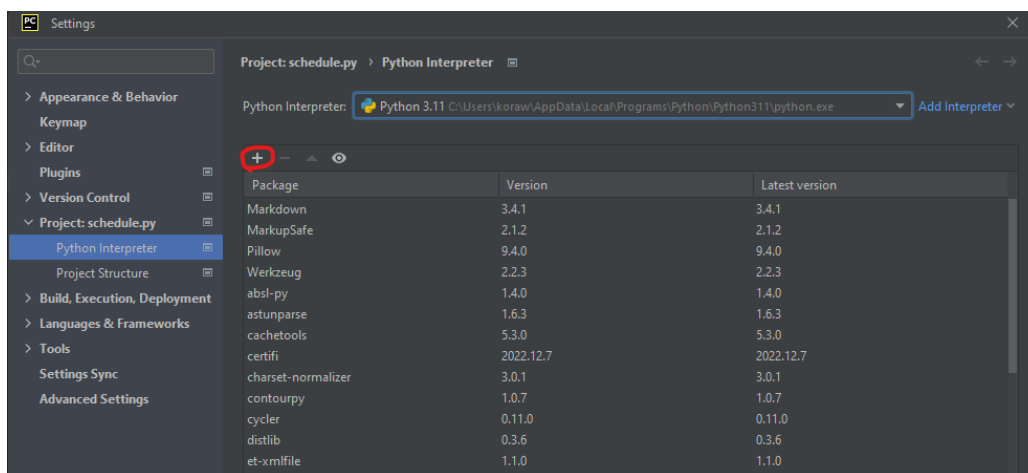 PC Settings
Project: schedule.py > Python Interpreter
> Appearance & Behavior
Keymap
> Editor
Plugins
> Version Control
Project: schedule.py
Python Interpreter
Project Structure
> Build, Execution, Deployment
> Languages & Frameworks
> Tools
Settings Sync
Advanced Settings
Python Interpreter: Python 3.11 C:\Users\koraw\AppData\Local\Programs\Python\Python311\python.exe Add Interpreter
Package Version Latest version
Markdown 3.4.1 3.4.1
MarkupSafe 2.1.2 2.1.2
Pillow 9.4.0 9.4.0
Werkzeug 2.2.3 2.2.3
absl-py 1.4.0 1.4.0
astunparse 1.6.3 1.6.3
cachetools 5.3.0 5.3.0
certifi 2022.12.7 2022.12.7
charset-normalizer 3.0.1 3.0.1
contourpy 1.0.7 1.0.7
cycler 0.11.0 0.11.0
distlib 0.3.6 0.3.6
et-xmlfile 1.1.0 1.1.0